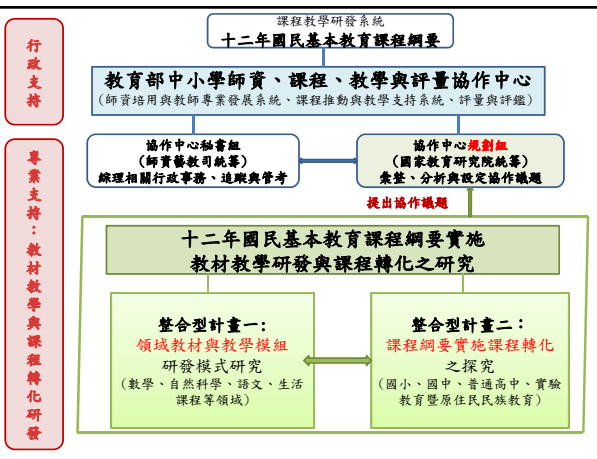 行政支持
課程教學研發系統
十二年國民基本教育課程綱要
教育部中小學師資、課程、教學與評量協作中心
(師資培用與教師專業發展系統、課程推動與教學支持系統、評量與評鑑)
協作中心秘書組
(師資藝教司統籌)
綜理相關行政事務、追蹤與管考
協作中心規劃組
(國家教育研究院統籌)
彙整、分析與設定協作議題
提出協作議題
專業支持：教材教學與課程轉化研發
十二年國民基本教育課程綱要實施
教材教學研發與課程轉化之研究
整合型計畫一:
領域教材與教學模組
研發模式研究
(數學、自然科學、語文、生活
課程等領域)
整合型計畫二：
課程綱要實施課程轉化
之探究
(國小、國中、普通高中、實驗
教育暨原住民民族教育)